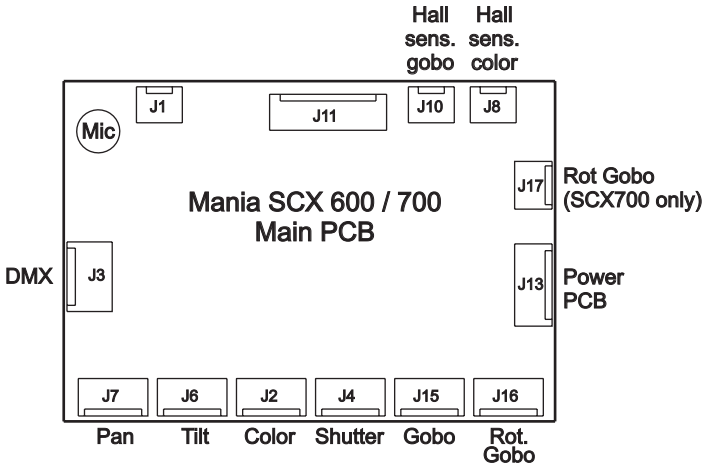 Hall
sens.
gobo
Hall
sens.
color
J1
J11
J10
J8
Mic
J17
Rot Gobo
(SCX700 only)
Mania SCX 600 / 700
Main PCB
DMX
J3
J13
Power
PCB
J7
J6
J2
J4
J15
J16
Pan
Tilt
Color
Shutter
Gobo
Rot.
Gobo